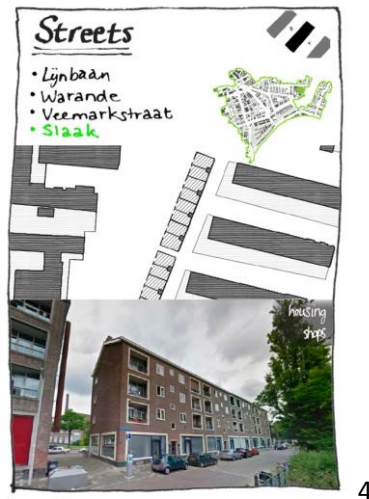 Streets
• Lijnbaan
• Warande
• Veemarkstraat
• Slaak
housing
shops
4